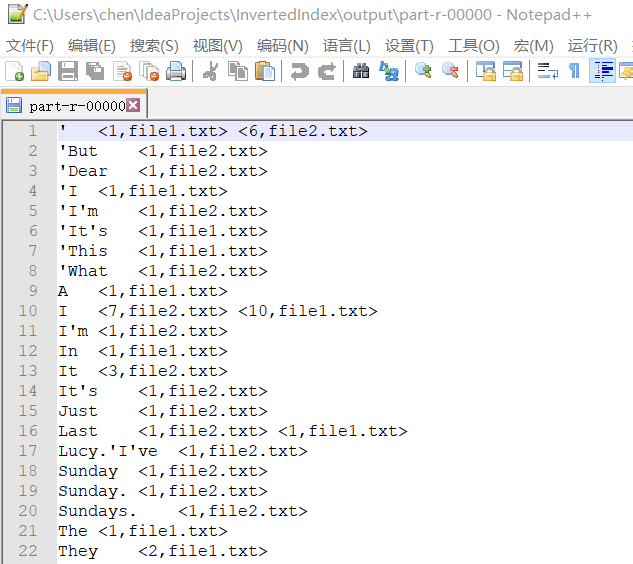 C:\Users\chen\IdeaProjects\InvertedIndex\output\part-r-00000 - Notepad++
文件(F) 编辑(E) 搜索(S) 视图(V) 编码(N) 语言(L) 设置(T) 工具(O) 宏(M) 运行(R)
part-r-00000
1 ' <1,file1.txt> <6,file2.txt>
2 'But <1,file2.txt>
3 'Dear <1,file2.txt>
4 'I <1,file1.txt>
5 'I'm <1,file2.txt>
6 'It's <1,file1.txt>
7 'This <1,file1.txt>
8 'What <1,file2.txt>
9 A <1,file1.txt>
10 I <7,file2.txt> <10,file1.txt>
11 I'm <1,file2.txt>
12 In <1,file1.txt>
13 It <3,file2.txt>
14 It's <1,file2.txt>
15 Just <1,file2.txt>
16 Last <1,file2.txt> <1,file1.txt>
17 Lucy.'I've <1,file2.txt>
18 Sunday <1,file2.txt>
19 Sunday. <1,file2.txt>
20 Sundays. <1,file2.txt>
21 The <1,file1.txt>
22 They <2,file1.txt>